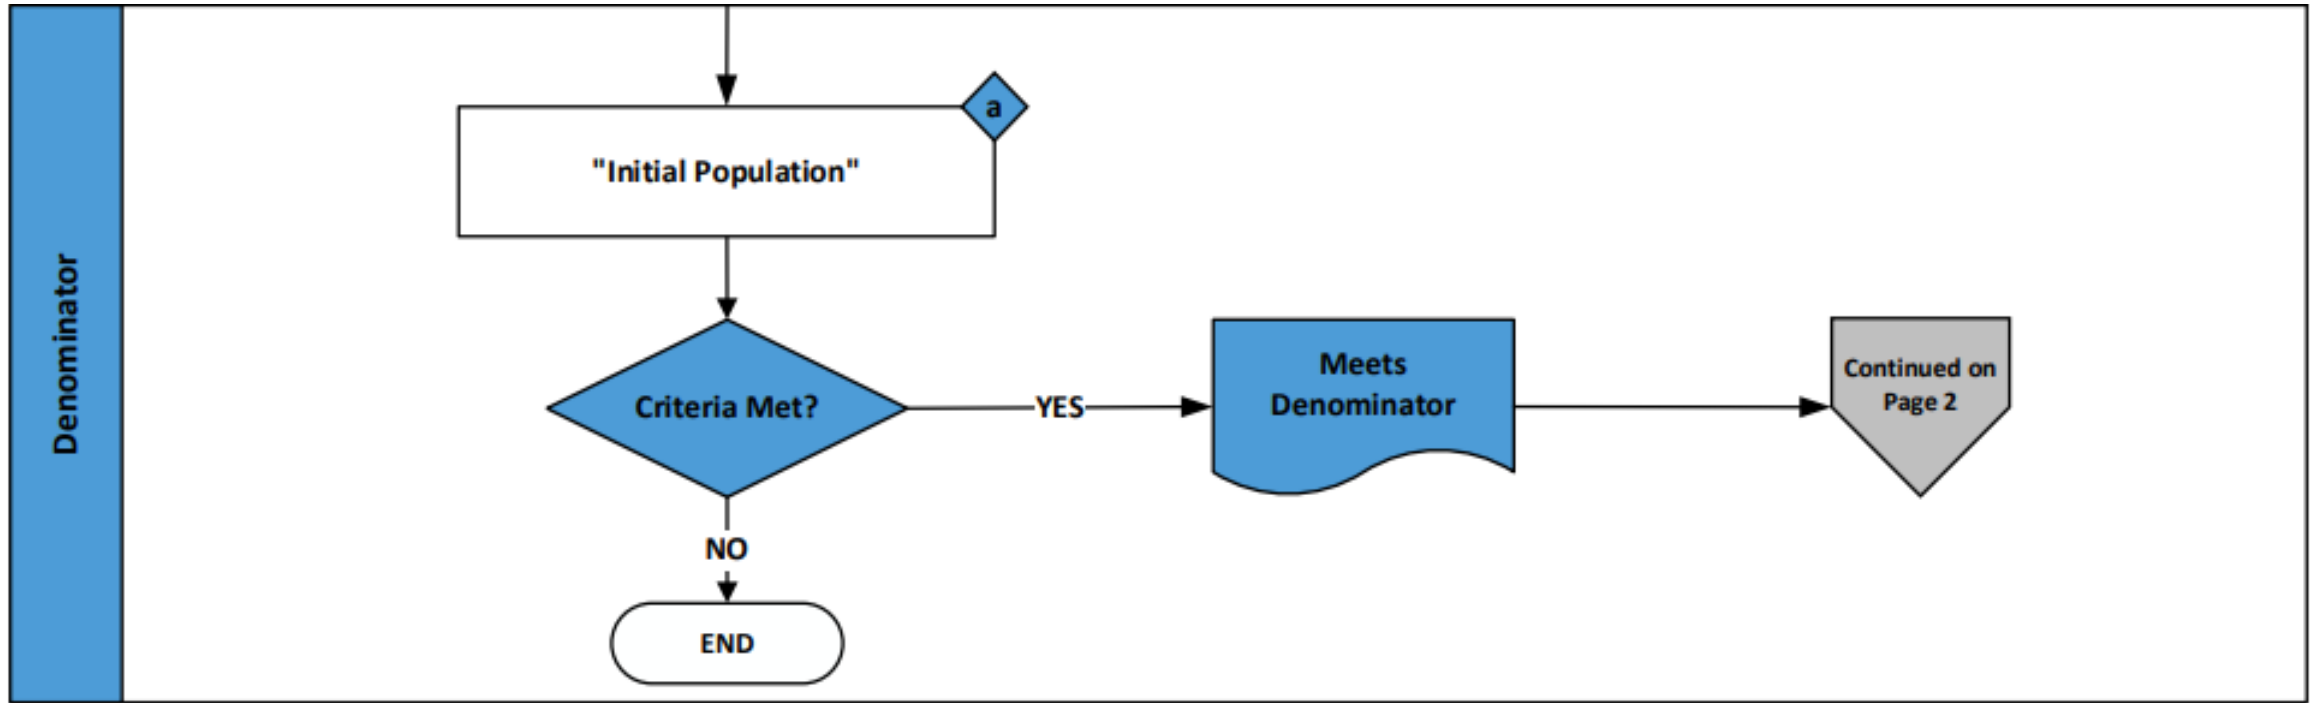 Denominator
a
"Initial Population"
Criteria Met?
YES
Meets
Denominator
Continued on
Page 2
NO
END